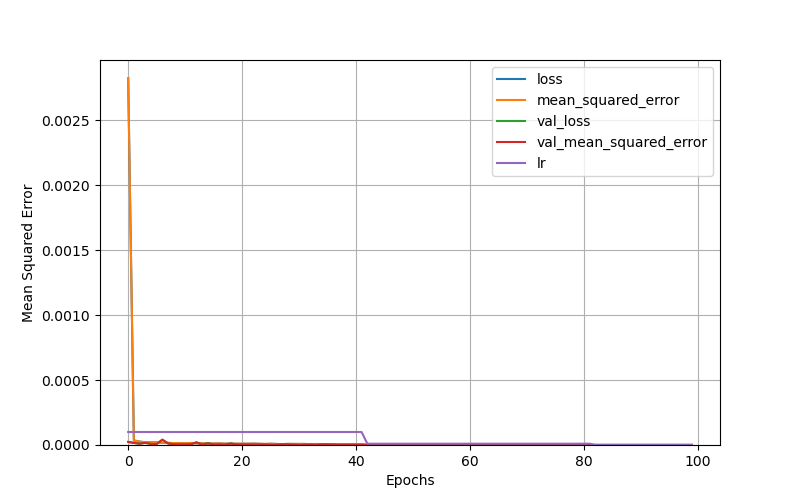 loss
mean_squared_error
val_loss
val_mean_squared_error
lr
Mean Squared Error
0.0025
0.0020
0.0015
0.0010
0.0005
0.0000
0 20 40 60 80 100
Epochs